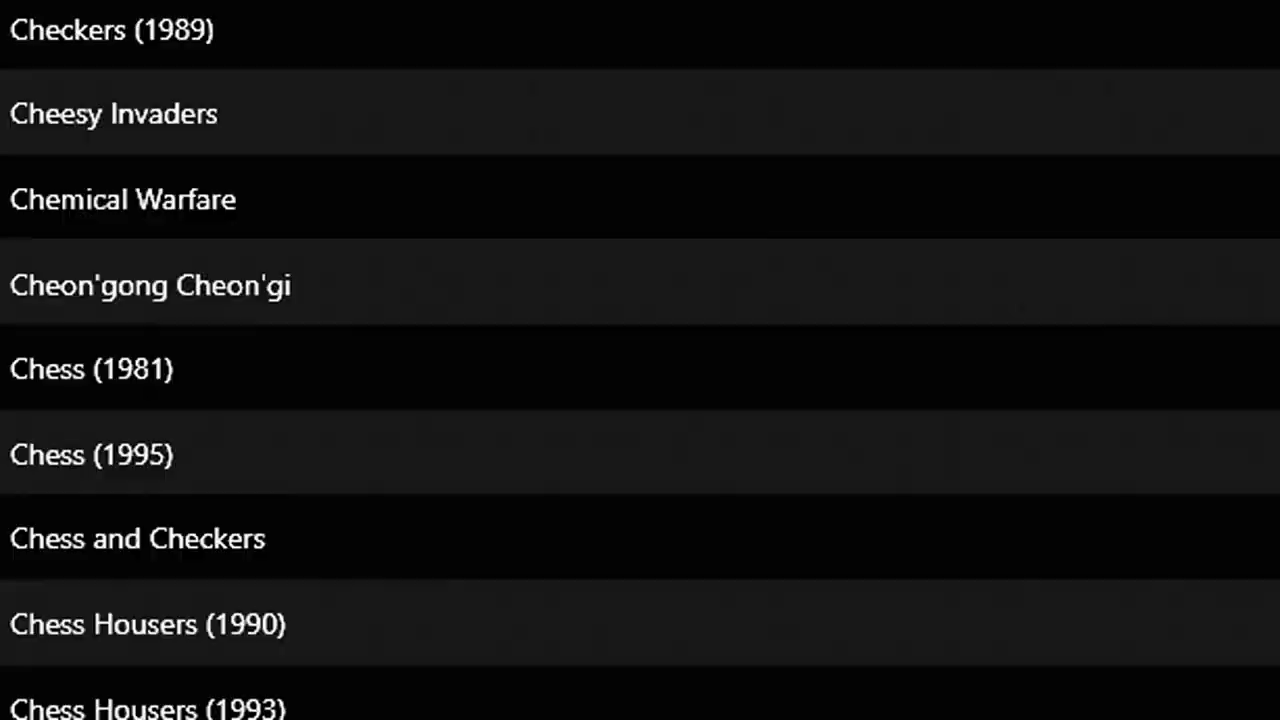 Checkers (1989)
Cheesy Invaders
Chemical Warfare
Cheon'gong Cheon'gi
Chess (1981)
Chess (1995)
Chess and Checkers
Chess Housers (1990)
Chess Housers (1993)